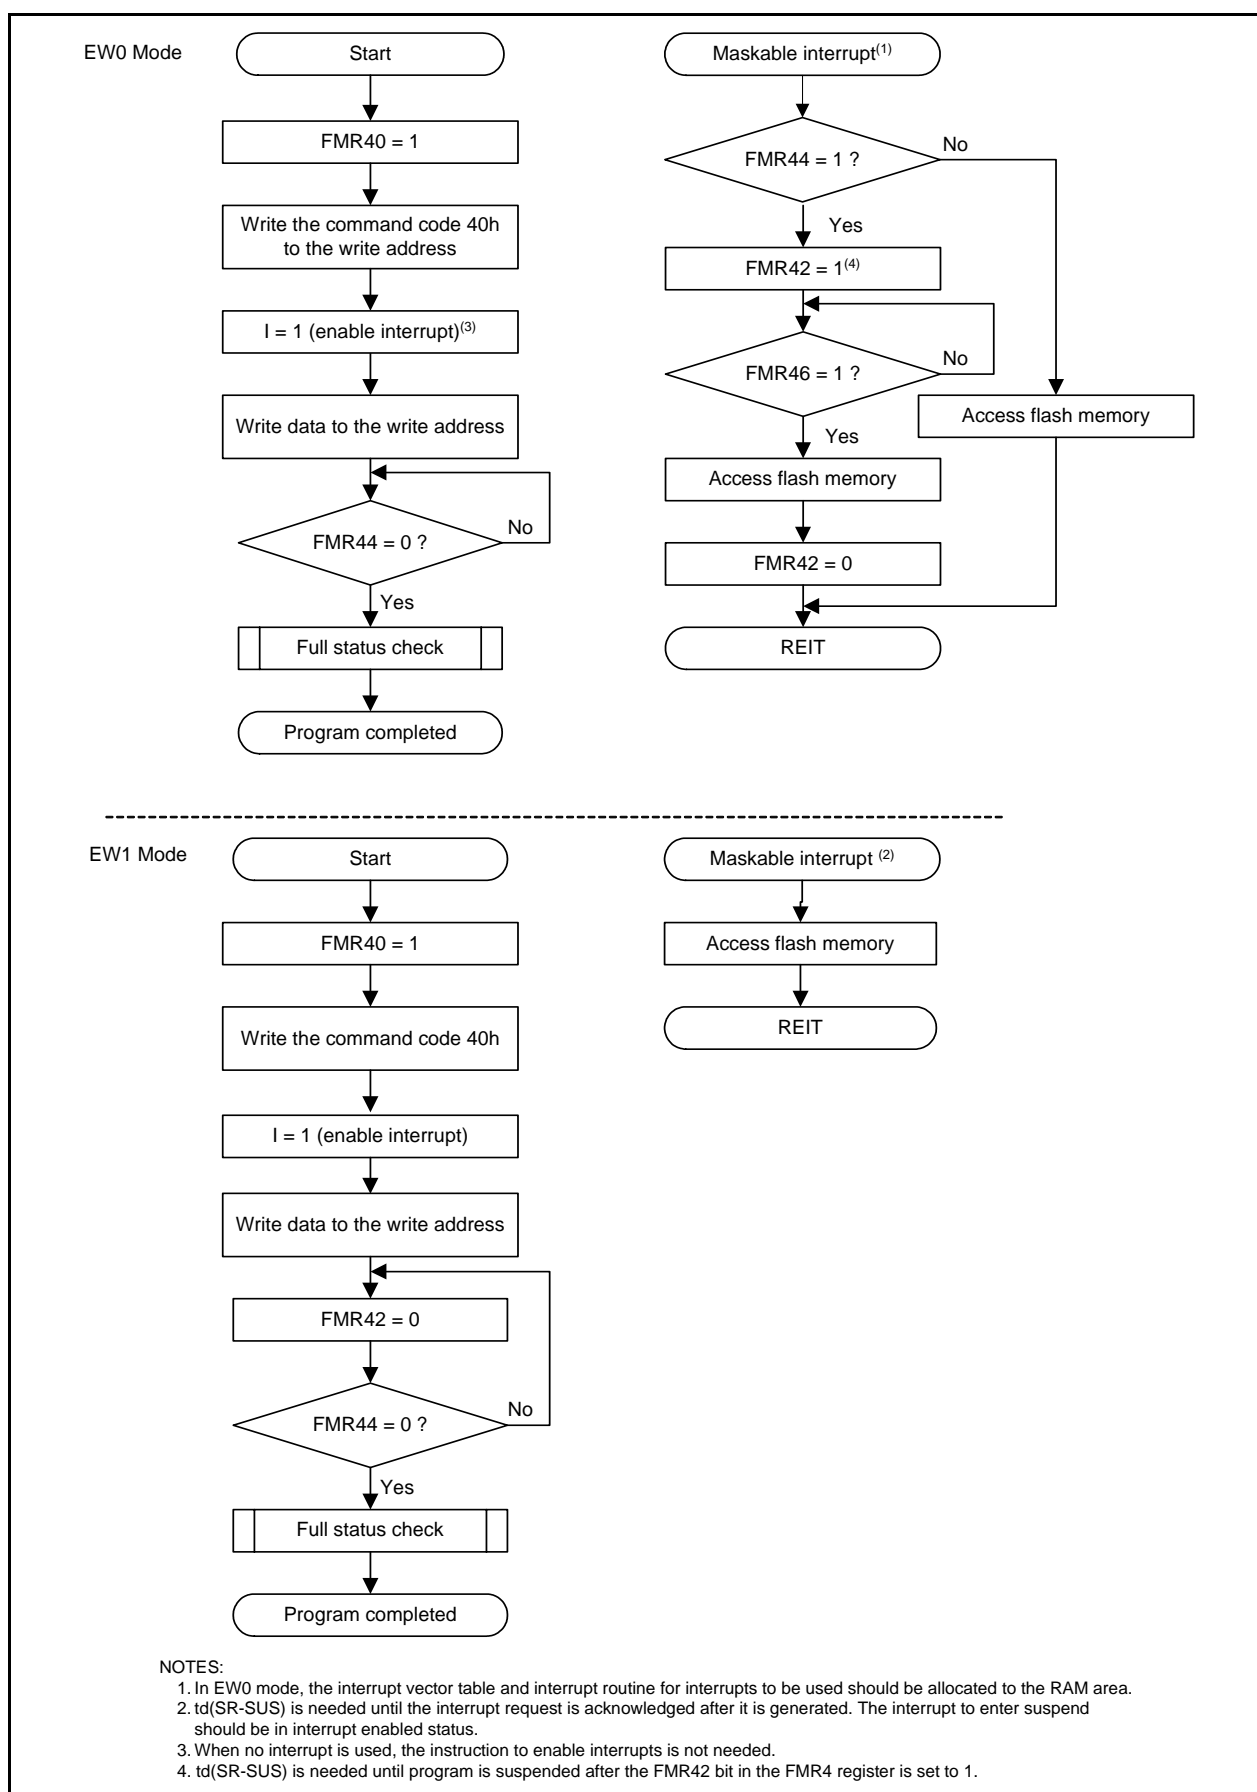 EW0 Mode
Start
FMR40 = 1
Write the command code 40h
to the write address
I = 1 (enable interrupt)(3)
Write data to the write address
FMR44 = 0 ?
No
Yes
Full status check
Program completed
Maskable interrupt(1)
FMR44 = 1 ?
No
Yes
FMR42 = 1(4)
FMR46 = 1 ?
No
Yes
Access flash memory
Access flash memory
FMR42 = 0
REIT
EW1 Mode
Start
FMR40 = 1
Write the command code 40h
I = 1 (enable interrupt)
Write data to the write address
FMR42 = 0
FMR44 = 0 ?
No
Yes
Full status check
Program completed
Maskable interrupt (2)
Access flash memory
REIT
NOTES:
1. In EW0 mode, the interrupt vector table and interrupt routine for interrupts to be used should be allocated to the RAM area.
2. td(SR-SUS) is needed until the interrupt request is acknowledged after it is generated. The interrupt to enter suspend
should be in interrupt enabled status.
3. When no interrupt is used, the instruction to enable interrupts is not needed.
4. td(SR-SUS) is needed until program is suspended after the FMR42 bit in the FMR4 register is set to 1.